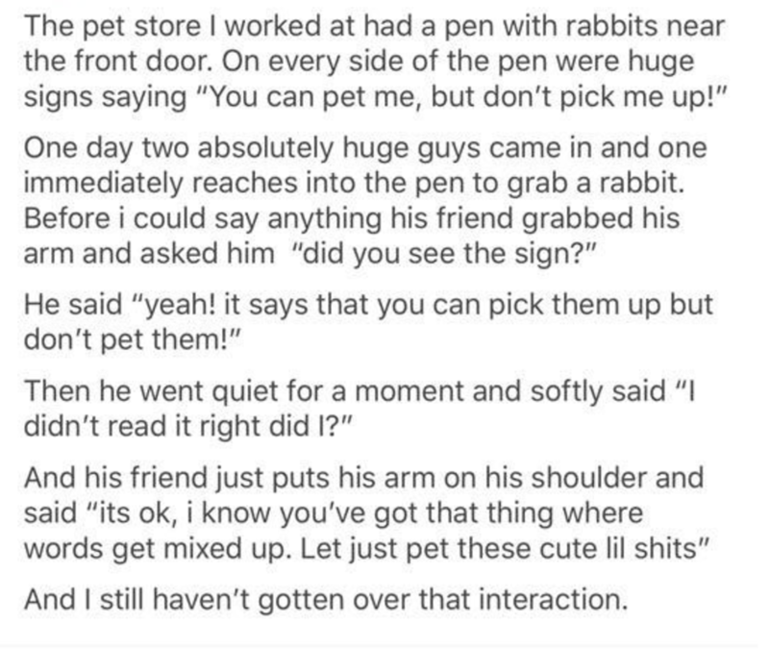 The pet store I worked at had a pen with rabbits near
the front door. On every side of the pen were huge
signs saying “You can pet me, but don’t pick me up!”
One day two absolutely huge guys came in and one
immediately reaches into the pen to grab a rabbit.
Before i could say anything his friend grabbed his
arm and asked him  “did you see the sign?”
He said “yeah! it says that you can pick them up but
don’t pet them!”
Then he went quiet for a moment and softly said “I
didn’t read it right did I?”
And his friend just puts his arm on his shoulder and
said “its ok, i know you’ve got that thing where
words get mixed up. Let just pet these cute lil shits”
And I still haven’t gotten over that interaction.